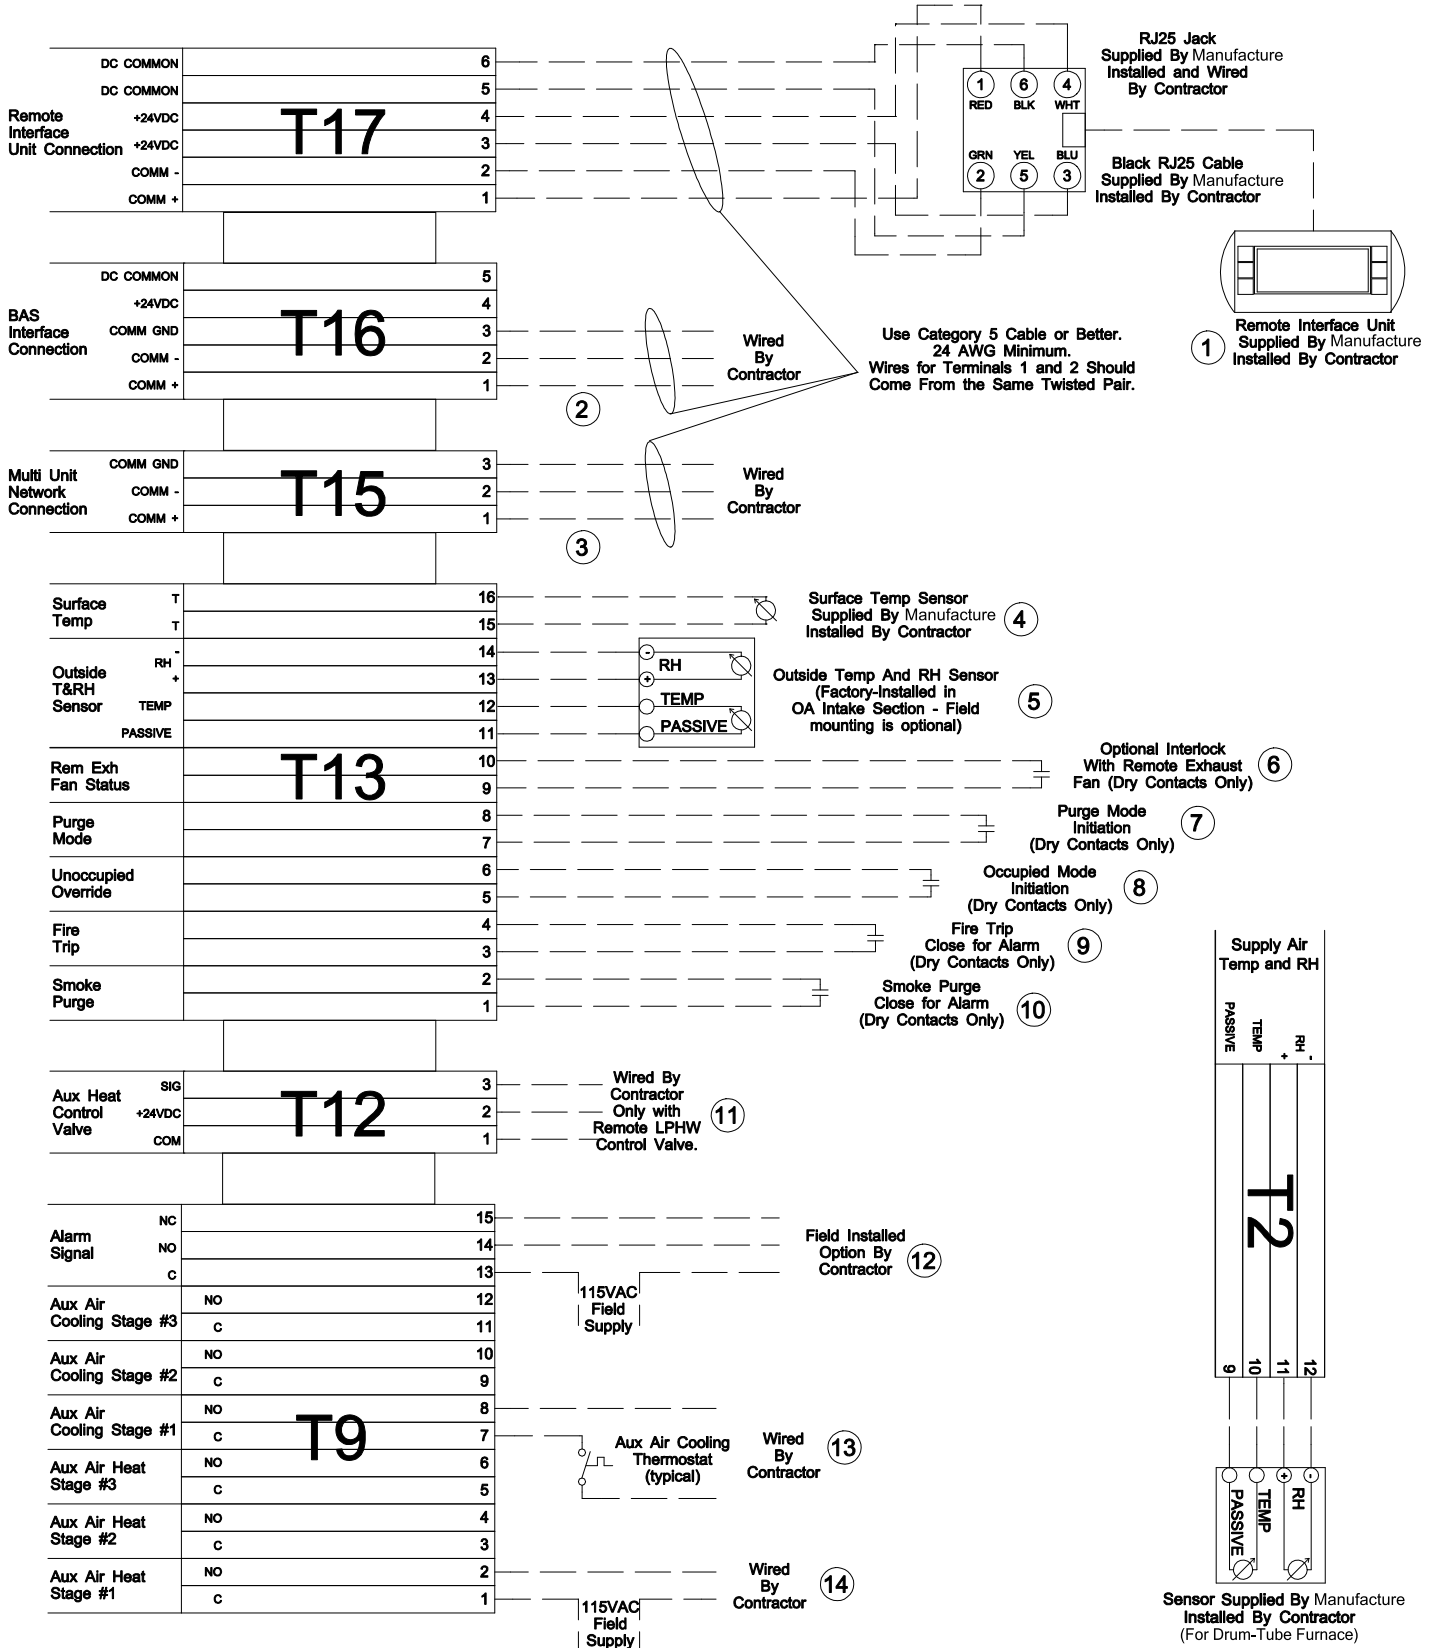 RJ25 Jack
Supplied By Manufacture
Installed and Wired
By Contractor
1
6
4
RED
BLK
WHT
GRN
YEL
BLU
2
5
3
Black RJ25 Cable
Supplied By Manufacture
Installed By Contractor
Remote Interface Unit
Supplied By Manufacture
Installed By Contractor
1
Remote
Interface
Unit Connection
DC COMMON
DC COMMON
+24VDC
+24VDC
COMM -
COMM +
T17
6
5
4
3
2
1
BAS
Interface
Connection
DC COMMON
+24VDC
COMM GND
COMM -
COMM +
T16
5
4
3
2
1
Wired
By
Contractor
2
Use Category 5 Cable or Better.
24 AWG Minimum.
Wires for Terminals 1 and 2 Should
Come From the Same Twisted Pair.
Multi Unit
Network
Connection
COMM GND
COMM -
COMM +
T15
3
2
1
Wired
By
Contractor
3
Surface
Temp
T
T
Outside
T&RH
Sensor
-
RH
+
TEMP
PASSIVE
Rem Exh
Fan Status
Purge
Mode
Unoccupied
Override
Fire
Trip
Smoke
Purge
T13
16
15
14
13
12
11
10
9
8
7
6
5
4
3
2
1
Surface Temp Sensor
Supplied By Manufacture
Installed By Contractor
4
-
RH
+
TEMP
PASSIVE
Outside Temp And RH Sensor
(Factory-Installed in
OA Intake Section - Field
mounting is optional)
5
Optional Interlock
With Remote Exhaust
Fan (Dry Contacts Only)
6
Purge Mode
Initiation
(Dry Contacts Only)
7
Occupied Mode
Initiation
(Dry Contacts Only)
8
Fire Trip
Close for Alarm
(Dry Contacts Only)
9
Smoke Purge
Close for Alarm
(Dry Contacts Only)
10
Aux Heat
Control
Valve
SIG
+24VDC
COM
T12
3
2
1
Wired By
Contractor
Only with
Remote LPHW
Control Valve.
11
Alarm
Signal
NC
NO
C
Aux Air
Cooling Stage #3
NO
C
Aux Air
Cooling Stage #2
NO
C
Aux Air
Cooling Stage #1
NO
C
Aux Air Heat
Stage #3
NO
C
Aux Air Heat
Stage #2
NO
C
Aux Air Heat
Stage #1
NO
C
T9
15
14
13
12
11
10
9
8
7
6
5
4
3
2
1
Field Installed
Option By
Contractor
12
115VAC
Field
Supply
Aux Air Cooling
Thermostat
(typical)
Wired
By
Contractor
13
Wired
By
Contractor
14
115VAC
Field
Supply
Supply Air
Temp and RH
PASSIVE
TEMP
+
RH
-
T2
9
10
11
12
PASSIVE
TEMP
+
RH
-
Sensor Supplied By Manufacture
Installed By Contractor
(For Drum-Tube Furnace)